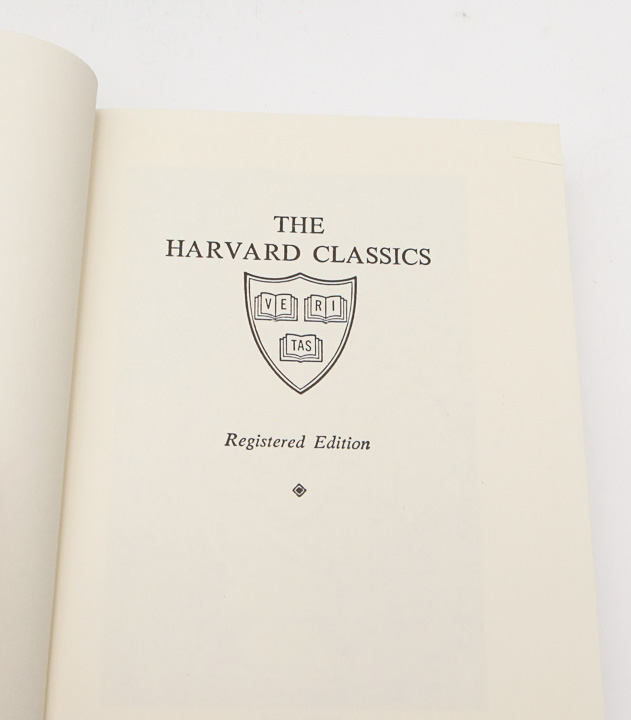 THE
HARVARD CLASSICS
VE RI
TAS
Registered Edition